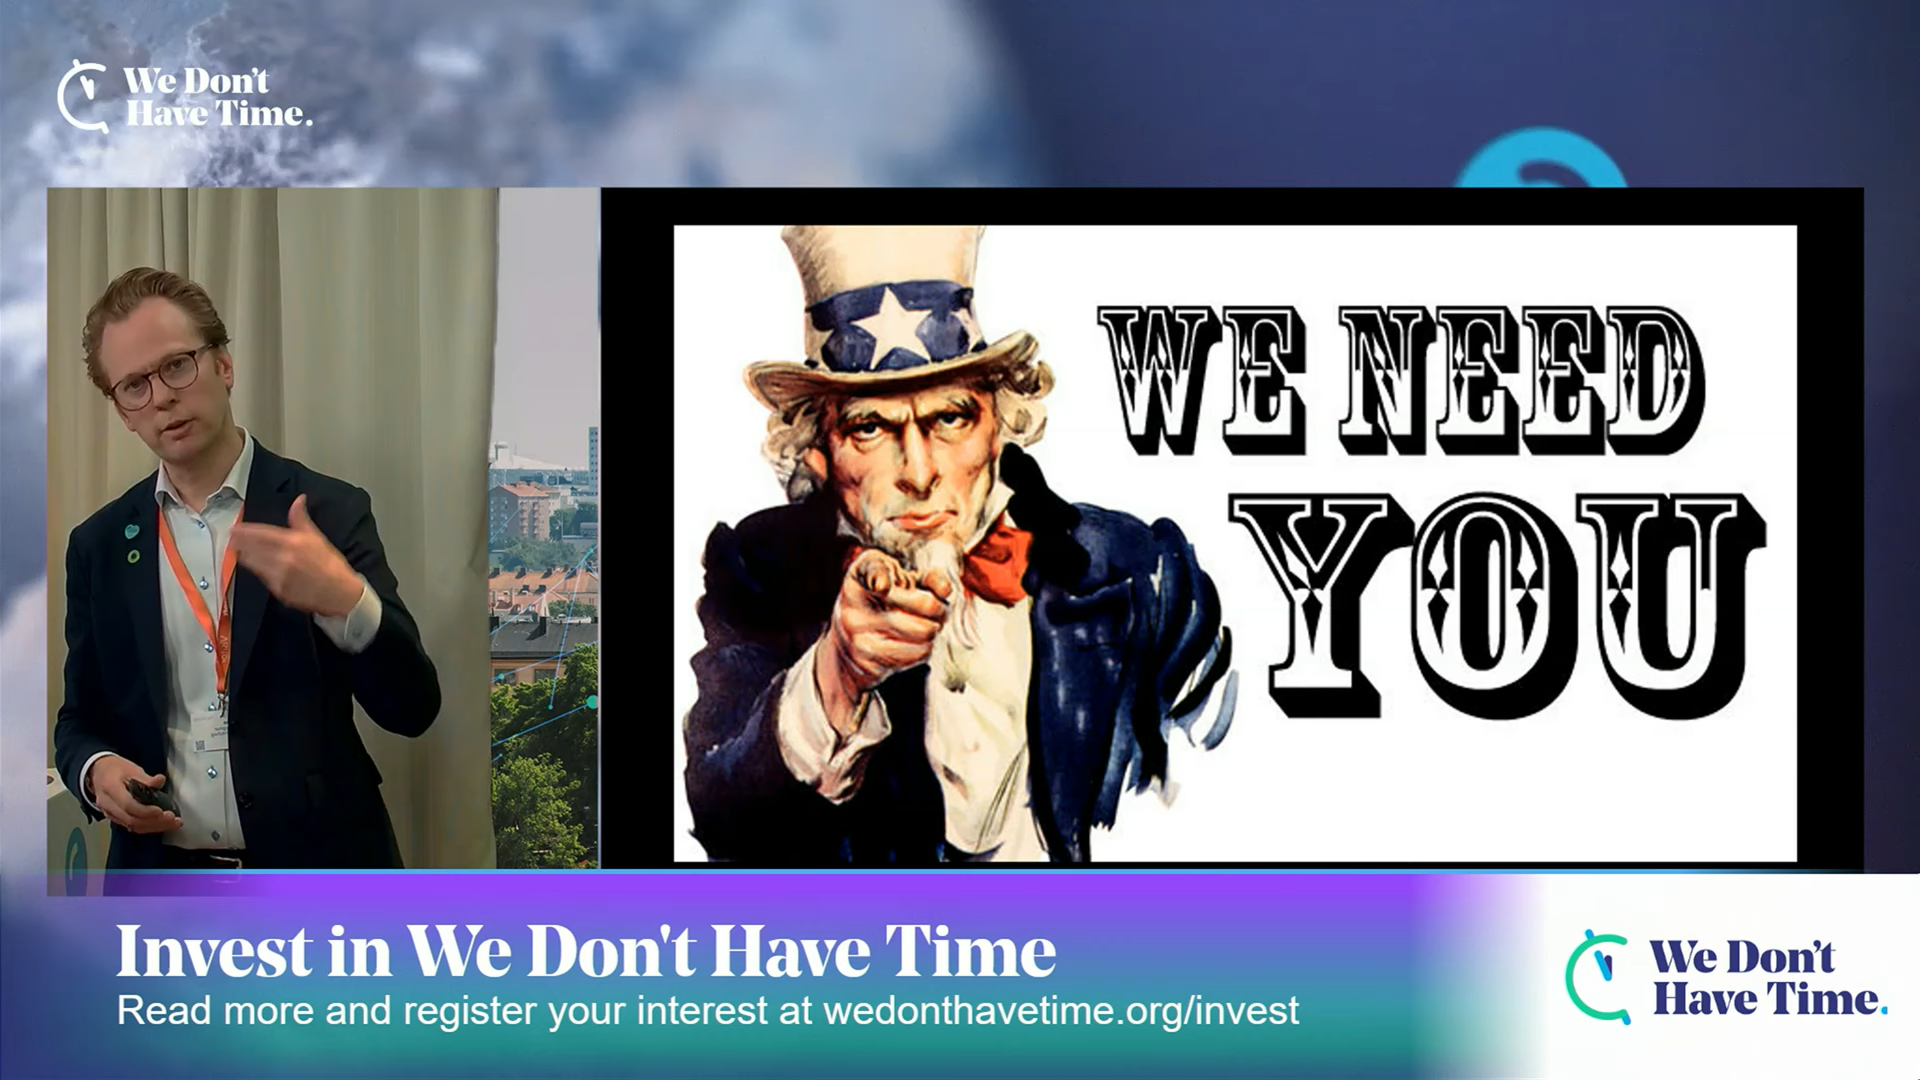 We Don't
Have Time.
WE NEED
YOU
Invest in We Don't Have Time
Read more and register your interest at wedonthavetime.org/invest
We Don't
Have Time.